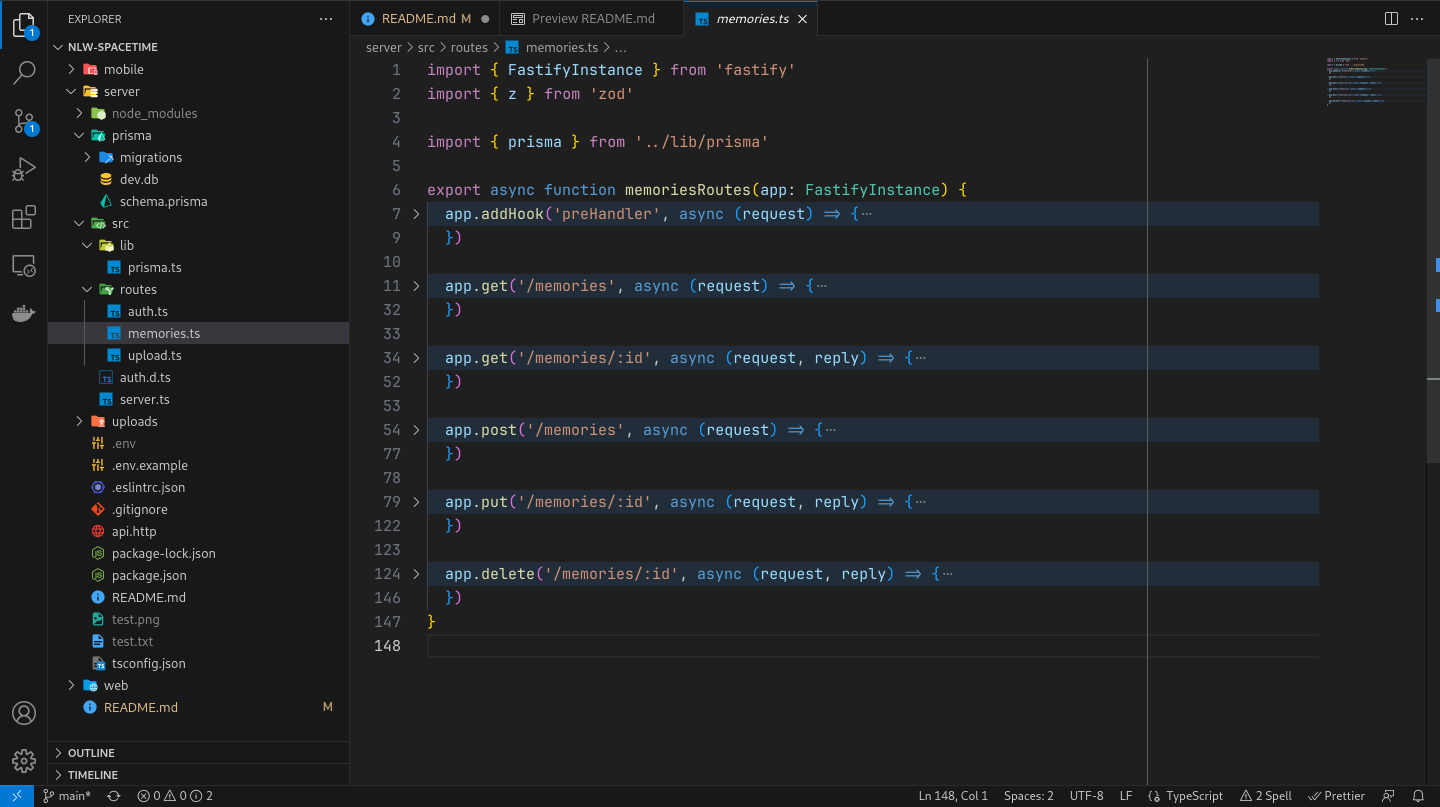 EXPLORER
NLW-SPACETIME
mobile
server
node_modules
prisma
migrations
dev.db
schema.prisma
src
lib
prisma.ts
routes
auth.ts
memories.ts
upload.ts
auth.d.ts
server.ts
uploads
.env
.env.example
.eslintrc.json
.gitignore
api.http
package-lock.json
package.json
README.md
test.png
test.txt
tsconfig.json
web
README.md M
OUTLINE
TIMELINE
README.md M
Preview README.md
memories.ts
server > src > routes > memories.ts > ...
1 import { FastifyInstance } from 'fastify'
2 import { z } from 'zod'
3
4 import { prisma } from '../lib/prisma'
5
6 export async function memoriesRoutes(app: FastifyInstance) {
7 app.addHook('preHandler', async (request) => {···
9 })
10
11 app.get('/memories', async (request) => {···
32 })
33
34 app.get('/memories/:id', async (request, reply) => {···
52 })
53
54 app.post('/memories', async (request) => {···
77 })
78
79 app.put('/memories/:id', async (request, reply) => {···
122 })
123
124 app.delete('/memories/:id', async (request, reply) => {···
146 })
147 }
148
1
1
main* 0 0 2 Ln 148, Col 1 Spaces: 2 UTF-8 LF TypeScript 2 Spell Prettier